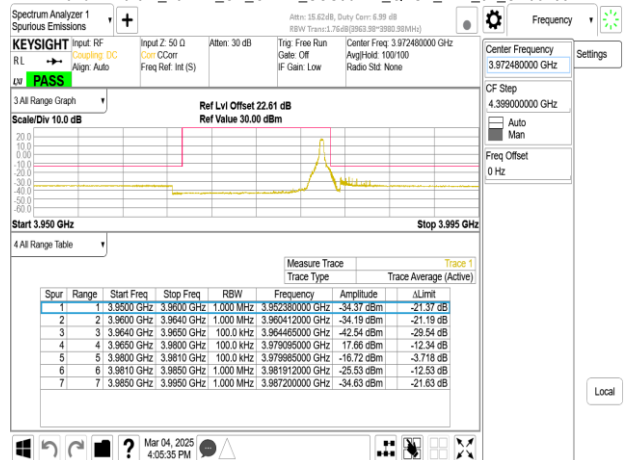 Spectrum Analyzer 1
Spurious Emissions
Attn: 15.62dB, Duty Corr: 6.99 dB
RBW Trans:1.76dB(3963.98~3980.98MHz)
Frequency
KEYSIGHT Input: RF Input Z: 50 Ω Atten: 30 dB Trig: Free Run Center Freq: 3.972480000 GHz
RL Coupling: DC Corr CCorr Gate: Off Avg|Hold: 100/100
Align: Auto Freq Ref: Int (S) IF Gain: Low Radio Std: None
LXI PASS
Center Frequency
3.972480000 GHz
Settings
CF Step
4.399000000 GHz
Auto
Man
Freq Offset
0 Hz
3 All Range Graph
Ref Lvl Offset 22.61 dB
Scale/Div 10.0 dB Ref Value 30.00 dBm
20.0
10.0
0.00
-10.0
-20.0
-30.0
-40.0
-50.0
-60.0
Start 3.950 GHz Stop 3.995 GHz
4 All Range Table
Measure Trace Trace 1
Trace Type Trace Average (Active)
Spur Range Start Freq Stop Freq RBW Frequency Amplitude ΔLimit
1 1 3.9500 GHz 3.9600 GHz 1.000 MHz 3.952380000 GHz -34.37 dBm -21.37 dB
2 2 3.9600 GHz 3.9640 GHz 1.000 MHz 3.960412000 GHz -34.19 dBm -21.19 dB
3 3 3.9640 GHz 3.9650 GHz 100.0 kHz 3.964465000 GHz -42.54 dBm -29.54 dB
4 4 3.9650 GHz 3.9800 GHz 100.0 kHz 3.979095000 GHz 17.66 dBm -12.34 dB
5 5 3.9800 GHz 3.9810 GHz 100.0 kHz 3.979985000 GHz -16.72 dBm -3.718 dB
6 6 3.9810 GHz 3.9850 GHz 1.000 MHz 3.981912000 GHz -25.53 dBm -12.53 dB
7 7 3.9850 GHz 3.9950 GHz 1.000 MHz 3.987200000 GHz -34.63 dBm -21.63 dB
Local
Mar 04, 2025
4:05:35 PM